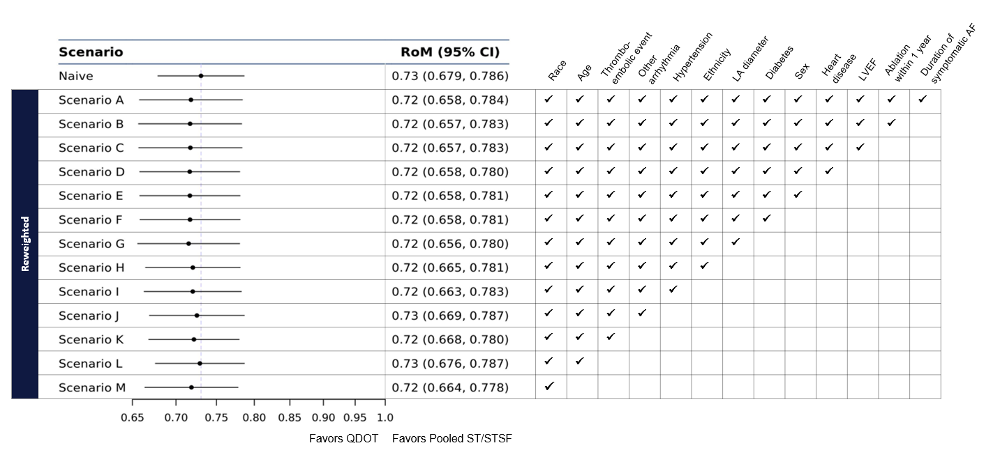 Scenario RoM (95% CI) Race Age Thrombo-
embolic event Other
arrhythmia Hypertension Ethnicity LA diameter Diabetes Sex Heart
disease LVEF Ablation
within 1 year Duration of
symptomatic AF
Naive 0.73 (0.679, 0.786)
Reweighted
Scenario A 0.72 (0.658, 0.784) ✔ ✔ ✔ ✔ ✔ ✔ ✔ ✔ ✔ ✔ ✔ ✔ ✔
Scenario B 0.72 (0.657, 0.783) ✔ ✔ ✔ ✔ ✔ ✔ ✔ ✔ ✔ ✔ ✔ ✔
Scenario C 0.72 (0.657, 0.783) ✔ ✔ ✔ ✔ ✔ ✔ ✔ ✔ ✔ ✔ ✔
Scenario D 0.72 (0.658, 0.780) ✔ ✔ ✔ ✔ ✔ ✔ ✔ ✔ ✔ ✔
Scenario E 0.72 (0.658, 0.781) ✔ ✔ ✔ ✔ ✔ ✔ ✔ ✔ ✔
Scenario F 0.72 (0.658, 0.781) ✔ ✔ ✔ ✔ ✔ ✔ ✔ ✔
Scenario G 0.72 (0.656, 0.780) ✔ ✔ ✔ ✔ ✔ ✔ ✔
Scenario H 0.72 (0.665, 0.781) ✔ ✔ ✔ ✔ ✔ ✔
Scenario I 0.72 (0.663, 0.783) ✔ ✔ ✔ ✔ ✔
Scenario J 0.73 (0.669, 0.787) ✔ ✔ ✔ ✔
Scenario K 0.72 (0.668, 0.780) ✔ ✔ ✔
Scenario L 0.73 (0.676, 0.787) ✔ ✔
Scenario M 0.72 (0.664, 0.778) ✔
0.65 0.70 0.75 0.80 0.85 0.90 0.95 1.0
Favors QDOT Favors Pooled ST/STSF